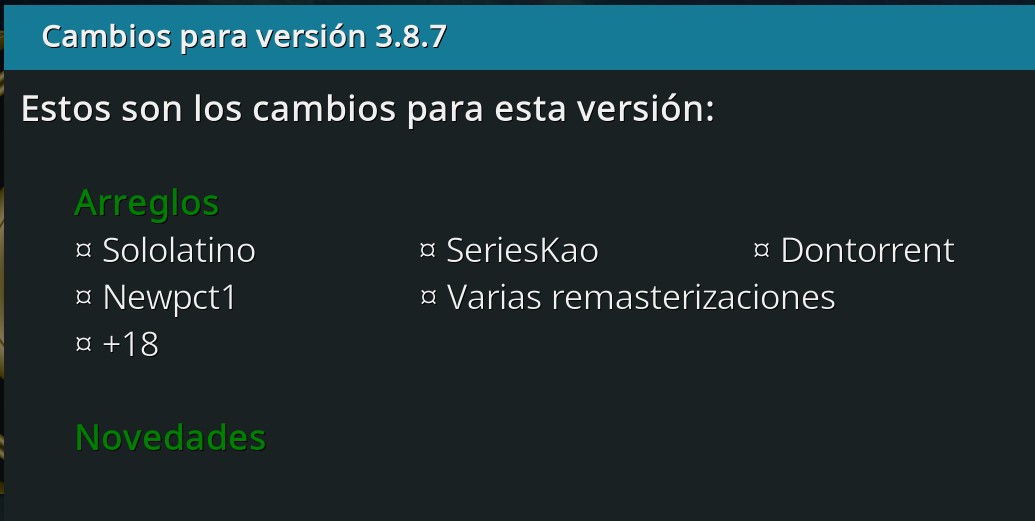 Cambios para versión 3.8.7
Estos son los cambios para esta versión:
Arreglos
¤ Sololatino ¤ SeriesKao ¤ Dontorrent
¤ Newpct1 ¤ Varias remasterizaciones
¤ +18
Novedades